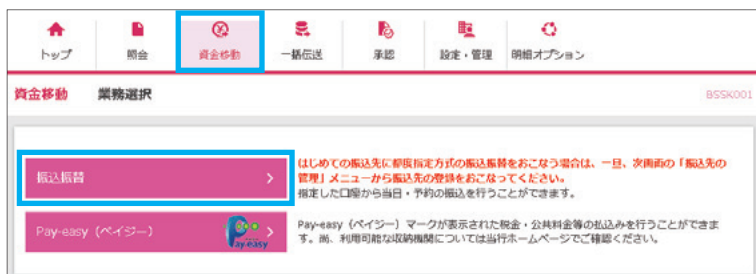 トップ
照会
資金移動
一括伝送
承認
設定・管理
明細オプション
資金移動 業務選択
BSSK001
振込振替
はじめての振込先に都度指定方式の振込振替をおこなう場合は、一旦、次画面の「振込先の
管理」メニューから振込先の登録をおこなってください。
指定した口座から当日・予約の振込を行うことができます。
Pay-easy（ペイジー）
Pay-easy
Pay-easy（ペイジー）マークが表示された税金・公共料金等の払込みを行うことができま
す。尚、利用可能な収納機関については当行ホームページでご確認ください。